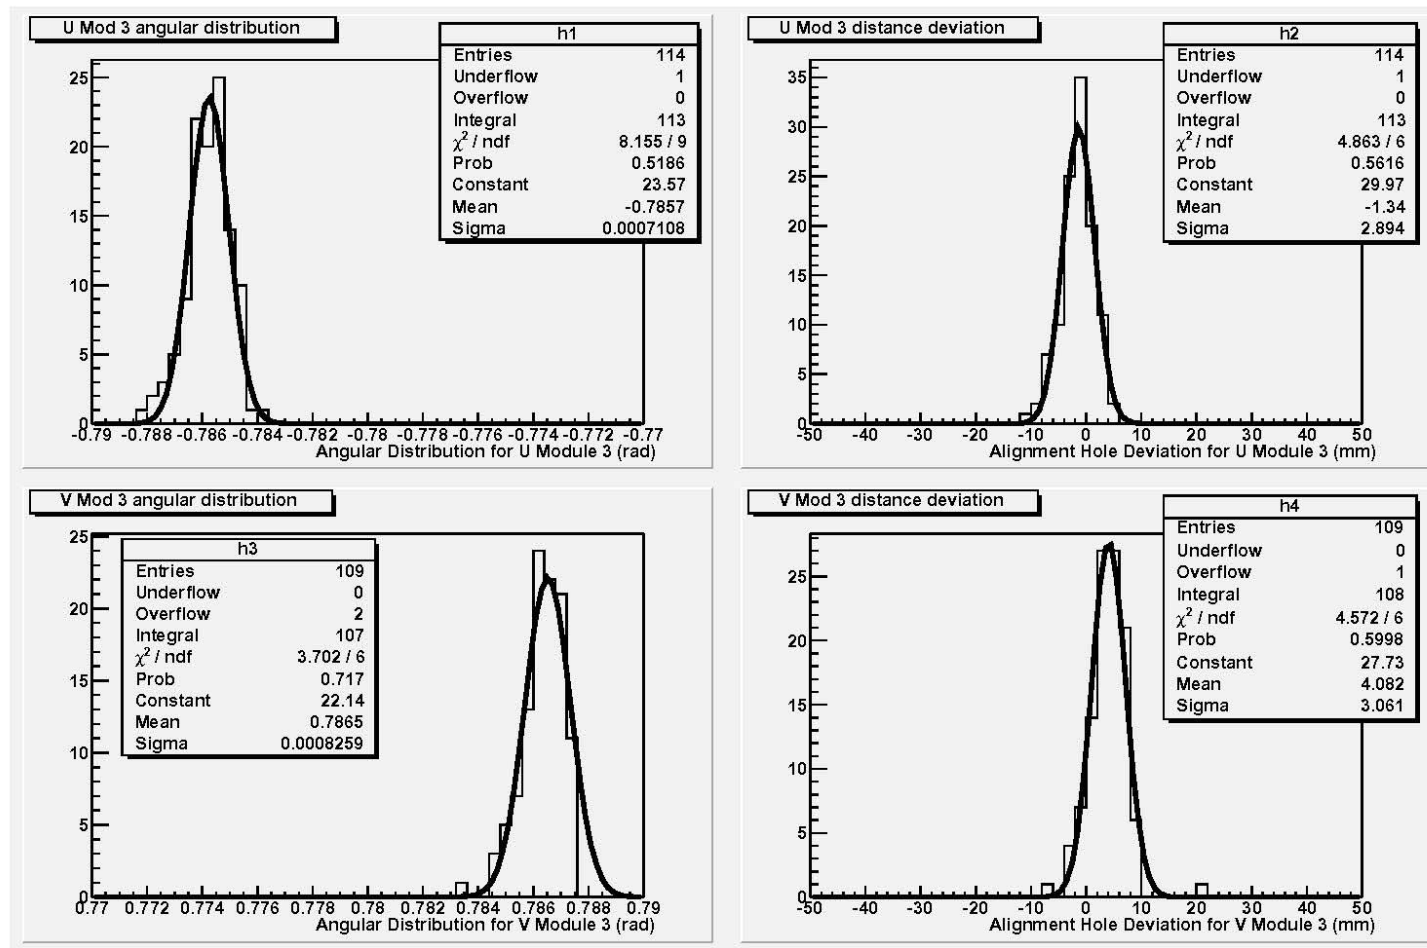 U Mod 3 angular distribution
h1
Entries 114
Underflow 1
Overflow 0
Integral 113
χ² / ndf 8.155 / 9
Prob 0.5186
Constant 23.57
Mean -0.7857
Sigma 0.0007108
25
20
15
10
5
0
-0.79 -0.788 -0.786 -0.784 -0.782 -0.78 -0.778 -0.776 -0.774 -0.772 -0.77
Angular Distribution for U Module 3 (rad)
U Mod 3 distance deviation
h2
Entries 114
Underflow 1
Overflow 0
Integral 113
χ² / ndf 4.863 / 6
Prob 0.5616
Constant 29.97
Mean -1.34
Sigma 2.894
35
30
25
20
15
10
5
0
-50 -40 -30 -20 -10 0 10 20 30 40 50
Alignment Hole Deviation for U Module 3 (mm)
V Mod 3 angular distribution
h3
Entries 109
Underflow 0
Overflow 2
Integral 107
χ² / ndf 3.702 / 6
Prob 0.717
Constant 22.14
Mean 0.7865
Sigma 0.0008259
25
20
15
10
5
0
0.77 0.772 0.774 0.776 0.778 0.78 0.782 0.784 0.786 0.788 0.79
Angular Distribution for V Module 3 (rad)
V Mod 3 distance deviation
h4
Entries 109
Underflow 0
Overflow 1
Integral 108
χ² / ndf 4.572 / 6
Prob 0.5998
Constant 27.73
Mean 4.082
Sigma 3.061
25
20
15
10
5
0
-50 -40 -30 -20 -10 0 10 20 30 40 50
Alignment Hole Deviation for V Module 3 (mm)